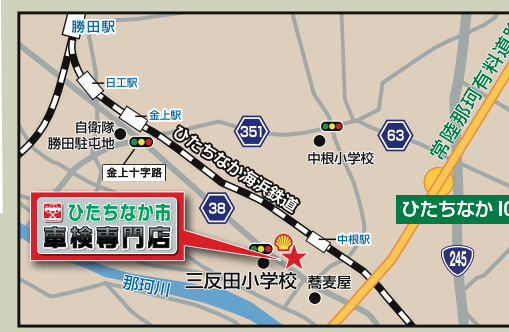 勝田駅
常陸那珂有料道路
日工駅
金上駅
自衛隊
勝田駐屯地
ひたちなか海浜鉄道
351
63
中根小学校
金上十字路
38
ひたちなか市
車検専門店
ひたちなかIC
中根駅
245
三反田小学校
蕎麦屋
那珂川